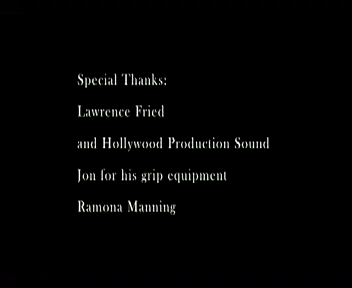 Special Thanks:
Lawrence Fried
and Hollywood Production Sound
Jon for his grip equipment
Ramona Manning